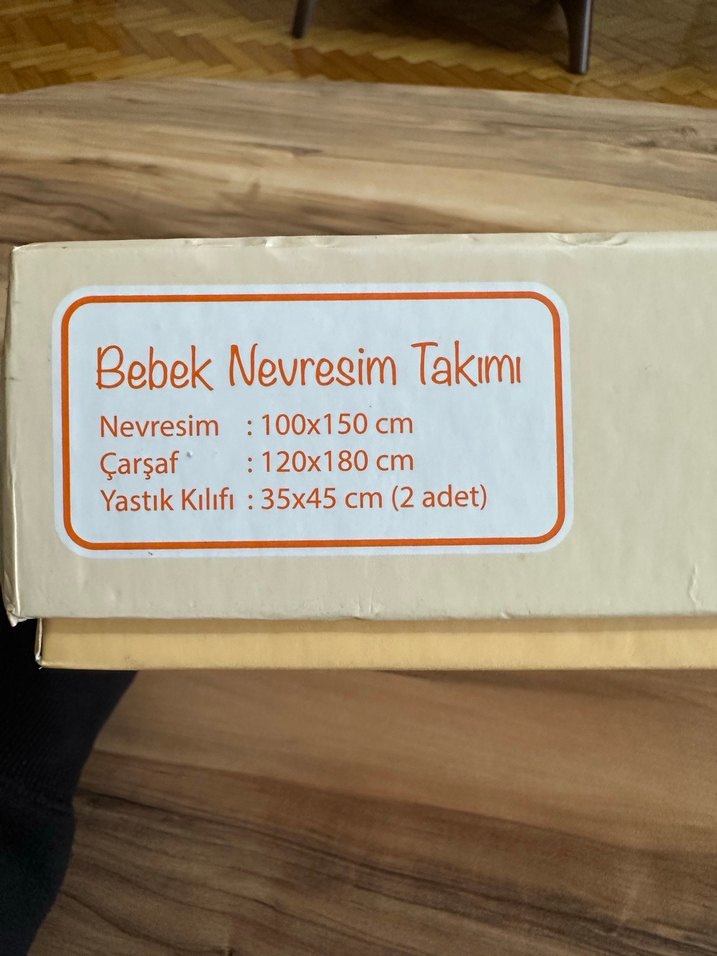 Bebek Nevresim Takımı
Nevresim : 100x150 cm
Çarşaf : 120x180 cm
Yastık Kılıfı : 35x45 cm (2 adet)